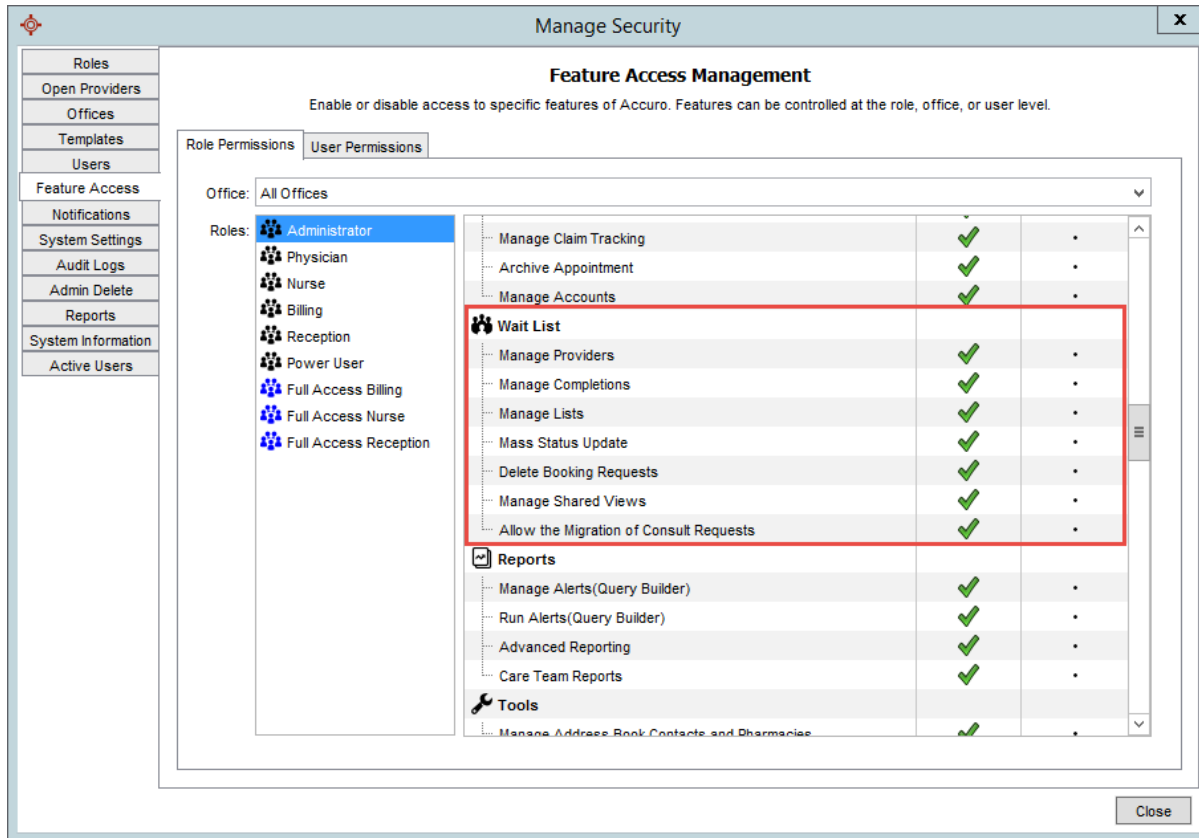 Manage Security
x
Roles
Open Providers
Offices
Templates
Users
Feature Access
Notifications
System Settings
Audit Logs
Admin Delete
Reports
System Information
Active Users
Feature Access Management
Enable or disable access to specific features of Accuro. Features can be controlled at the role, office, or user level.
Role Permissions User Permissions
Office: All Offices
Roles:
Administrator
Physician
Nurse
Billing
Reception
Power User
Full Access Billing
Full Access Nurse
Full Access Reception
Manage Claim Tracking
Archive Appointment
Manage Accounts
Wait List
Manage Providers
Manage Completions
Manage Lists
Mass Status Update
Delete Booking Requests
Manage Shared Views
Allow the Migration of Consult Requests
Reports
Manage Alerts(Query Builder)
Run Alerts(Query Builder)
Advanced Reporting
Care Team Reports
Tools
Manage Address Book Contacts and Pharmacies
Close